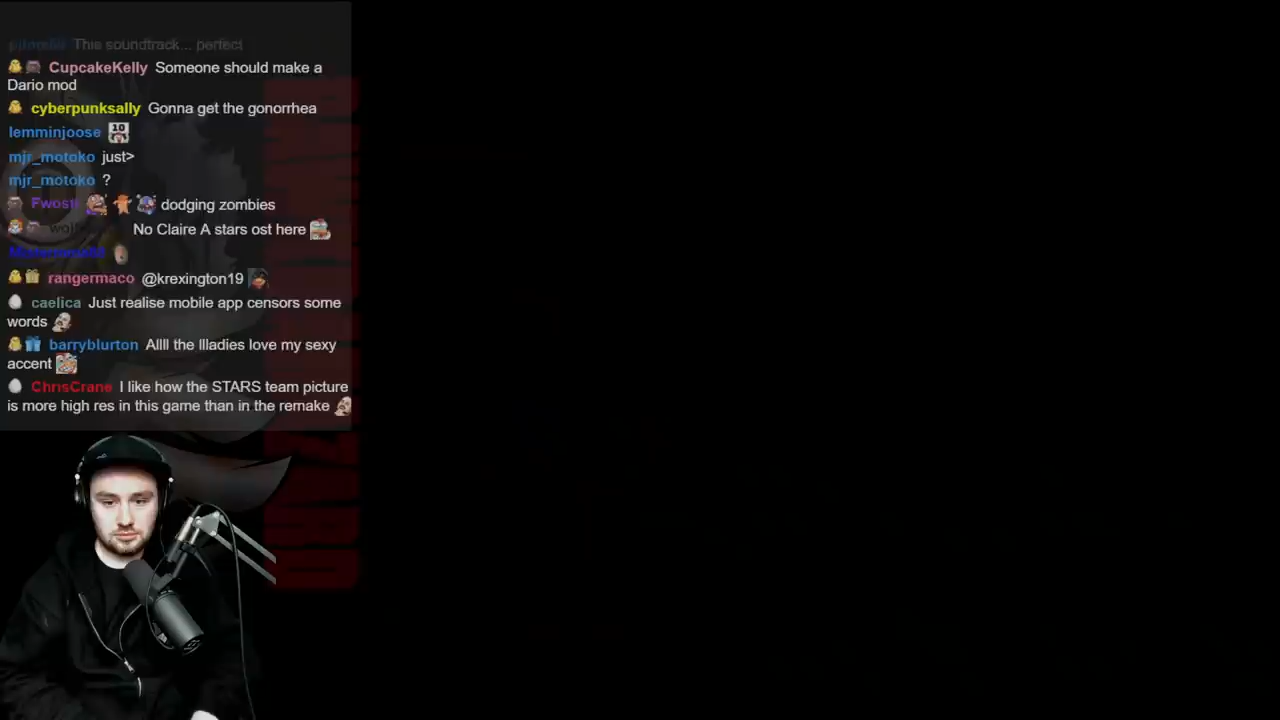 This soundtrack... perfect
CupcakeKelly Someone should make a
Dario mod
cyberpunksally Gonna get the gonorrhea
lemminjoose
mjr_motoko just>
mjr_motoko ?
dodging zombies
No Claire A stars ost here
rangermaco @krexington19
caelica Just realise mobile app censors some
words
barryblurton Allll the llladies love my sexy
accent
ChrisCrane I like how the STARS team picture
is more high res in this game than in the remake